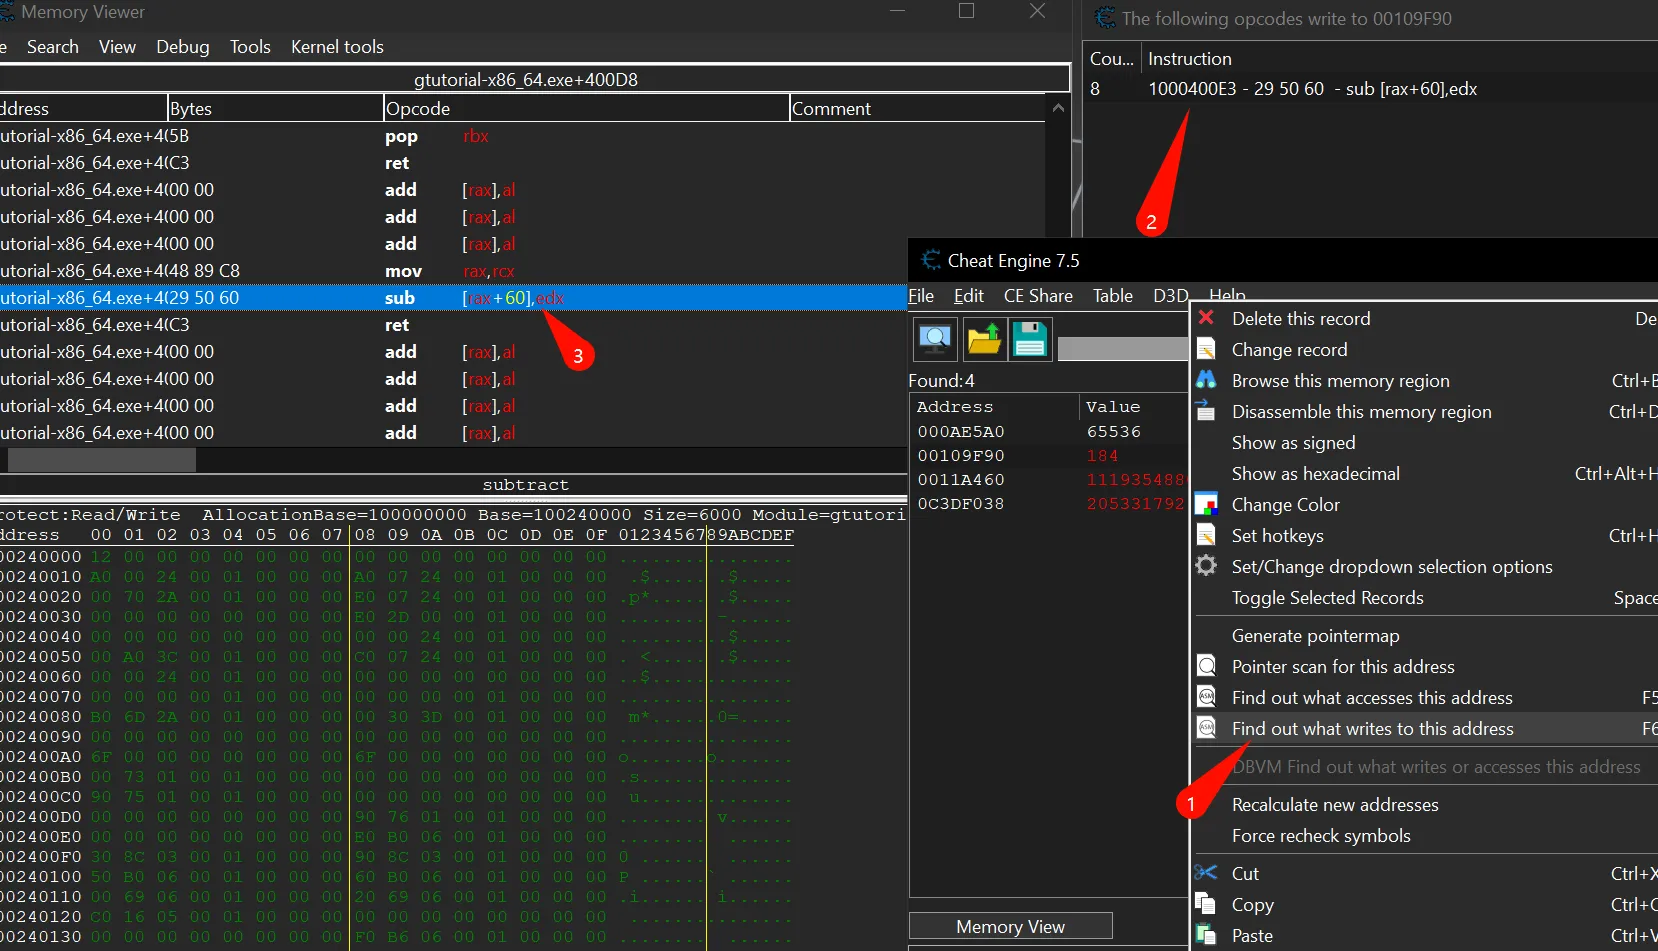 Memory Viewer
e Search View Debug Tools Kernel tools
gtutorial-x86_64.exe+400D8
ddress Bytes Opcode Comment
utorial-x86_64.exe+4( 5B pop rbx
utorial-x86_64.exe+4( C3 ret
utorial-x86_64.exe+4( 00 00 add [rax],al
utorial-x86_64.exe+4( 00 00 add [rax],al
utorial-x86_64.exe+4( 00 00 add [rax],al
utorial-x86_64.exe+4( 48 89 C8 mov rax,rcx
utorial-x86_64.exe+4( 29 50 60 sub [rax+60],edx
utorial-x86_64.exe+4( C3 ret
utorial-x86_64.exe+4( 00 00 add [rax],al
utorial-x86_64.exe+4( 00 00 add [rax],al
utorial-x86_64.exe+4( 00 00 add [rax],al
utorial-x86_64.exe+4( 00 00 add [rax],al
3
subtract
rotect:Read/Write AllocationBase=100000000 Base=100240000 Size=6000 Module=gtutori
ddress 00 01 02 03 04 05 06 07 08 09 0A 0B 0C 0D 0E 0F 0123456789ABCDEF
00240000 12 00 00 00 00 00 00 00 00 00 00 00 00 00 00 00 ................
00240010 A0 00 24 00 01 00 00 00 A0 07 24 00 01 00 00 00 .$.......$.....
00240020 00 70 2A 00 01 00 00 00 E0 07 24 00 01 00 00 00 .p*......$.....
00240030 00 00 00 00 00 00 00 00 E0 2D 00 00 01 00 00 00 ........ -......
00240040 00 00 00 00 00 00 00 00 00 00 24 00 01 00 00 00 ..........$.....
00240050 00 A0 3C 00 01 00 00 00 C0 07 24 00 01 00 00 00 . <..... .$.....
00240060 00 00 24 00 01 00 00 00 00 00 00 00 00 00 00 00 ..$.............
00240070 00 00 00 00 01 00 00 00 00 00 00 00 01 00 00 00 ................
00240080 B0 6D 2A 00 01 00 00 00 00 30 3D 00 01 00 00 00 m*......0=.....
00240090 00 00 00 00 00 00 00 00 00 00 00 00 00 00 00 00 ................
002400A0 6F 00 00 00 00 00 00 00 6F 00 00 00 00 00 00 00 o.......o.......
002400B0 00 73 01 00 01 00 00 00 00 00 00 00 00 00 00 00 .s..............
002400C0 90 75 01 00 01 00 00 00 00 00 00 00 00 00 00 00 u..............
002400D0 00 00 00 00 00 00 00 00 90 76 01 00 01 00 00 00 ........ v......
002400E0 00 00 00 00 00 00 00 00 E0 B0 06 00 01 00 00 00 ........ ......
002400F0 30 8C 03 00 01 00 00 00 90 8C 03 00 01 00 00 00 0 ...... ......
00240100 50 B0 06 00 01 00 00 00 60 B0 06 00 01 00 00 00 P ......` ......
00240110 00 69 06 00 01 00 00 00 20 69 06 00 01 00 00 00 .i...... i......
00240120 C0 16 05 00 01 00 00 00 00 00 00 00 00 00 00 00 ...............
00240130 00 00 00 00 00 00 00 00 F0 B6 06 00 01 00 00 00 ........ ......
The following opcodes write to 00109F90
Cou... Instruction
8 1000400E3 - 29 50 60 - sub [rax+60],edx
2
Cheat Engine 7.5
File Edit CE Share Table D3D Help
Found:4
Address Value
000AE5A0 65536
00109F90 184
0011A460 111935488
0C3DF038 205331792
Memory View
Delete this record De
Change record
Browse this memory region Ctrl+B
Disassemble this memory region Ctrl+D
Show as signed
Show as hexadecimal Ctrl+Alt+H
Change Color
Set hotkeys Ctrl+H
Set/Change dropdown selection options
Toggle Selected Records Space
Generate pointermap
Pointer scan for this address
Find out what accesses this address F5
Find out what writes to this address F6
DBVM Find out what writes or accesses this address
1
Recalculate new addresses
Force recheck symbols
Cut Ctrl+X
Copy Ctrl+C
Paste Ctrl+V